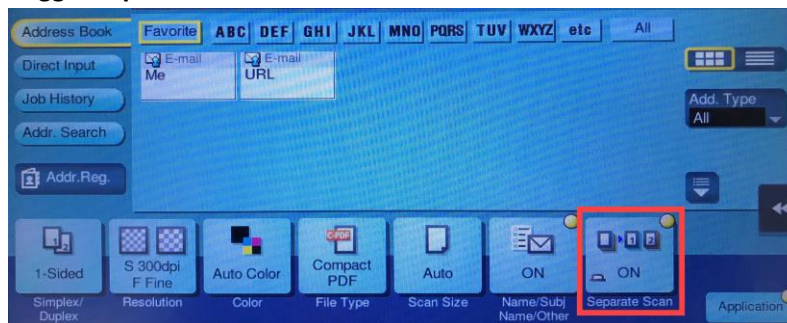 Address Book
Favorite ABC DEF GHI JKL MNO PQRS TUV WXYZ etc All
Direct Input
E-mail
Me
E-mail
URL
Job History
Add. Type
All
Addr. Search
Addr.Reg.
1-Sided
S 300dpi
F Fine
Auto Color
C-PDF
Compact
PDF
Auto
ON
1 2
ON
Simplex/
Duplex
Resolution
Color
File Type
Scan Size
Name/Subj
Name/Other
Separate Scan
Application